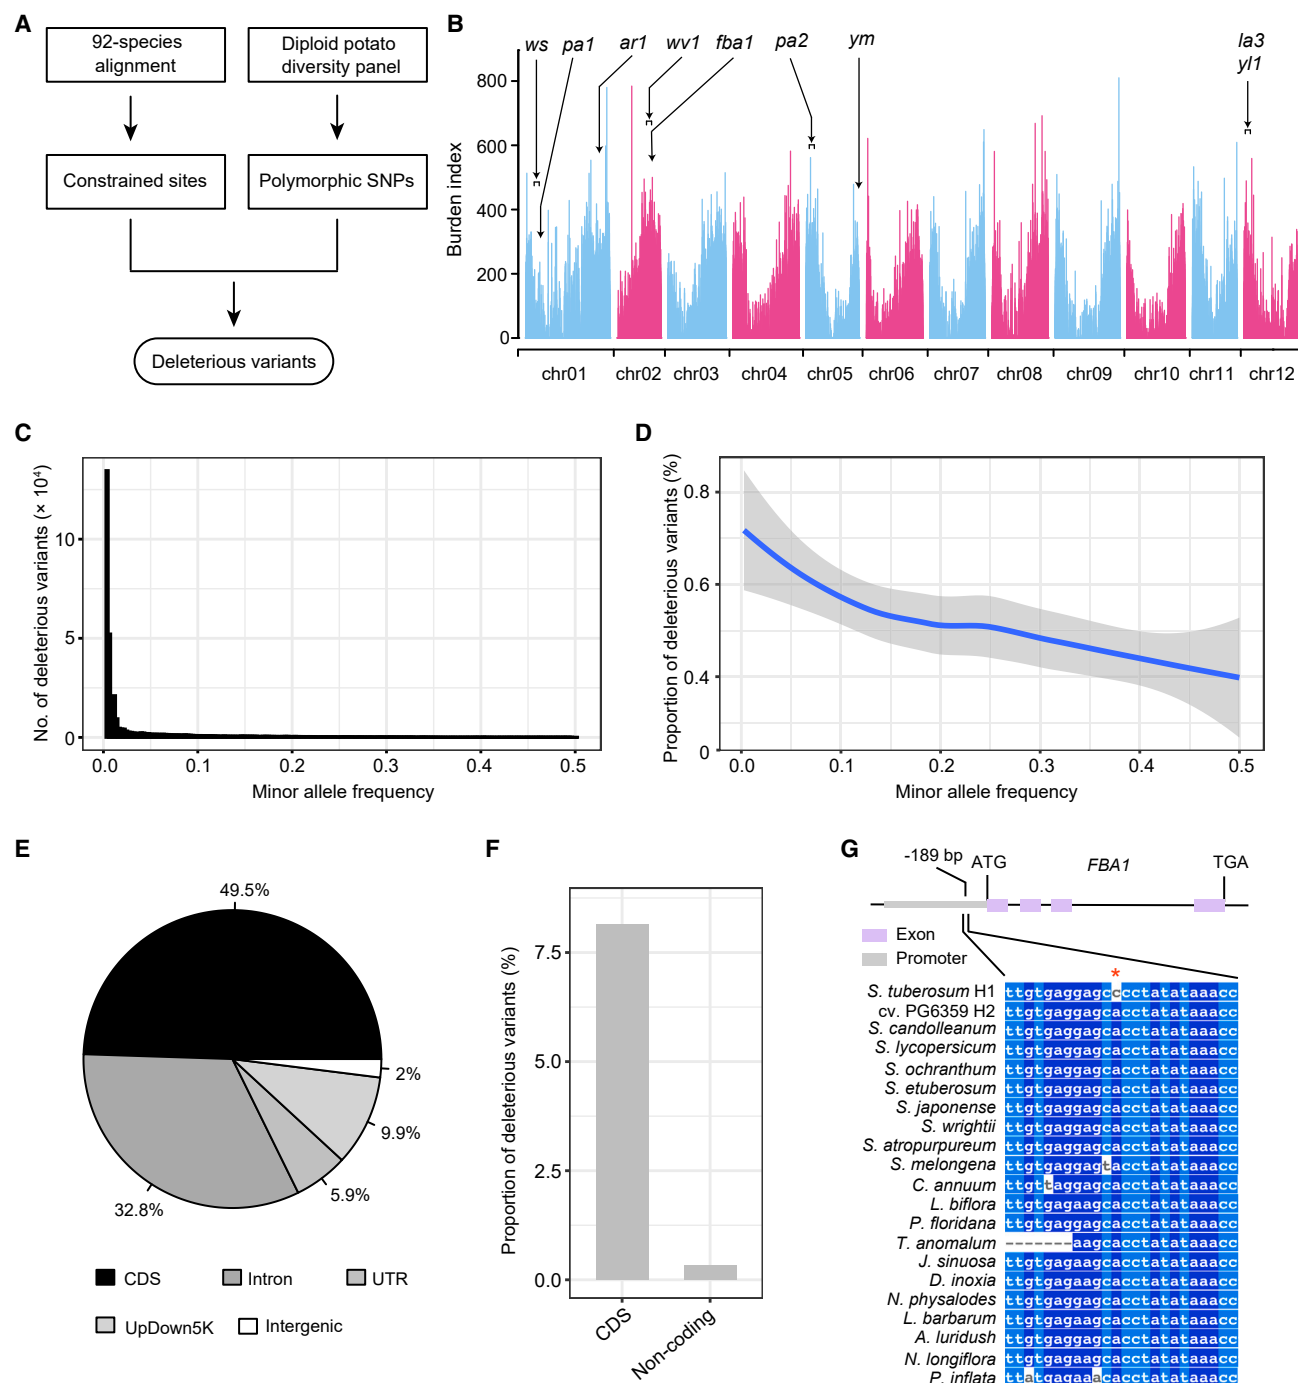 A
92-species
alignment
Diploid potato
diversity panel
Constrained sites
Polymorphic SNPs
Deleterious variants
B
ws pa1 ar1 wv1 fba1 pa2 ym la3
yl1
Burden index
800
600
400
200
0
chr01 chr02 chr03 chr04 chr05 chr06 chr07 chr08 chr09 chr10 chr11 chr12
C
No. of deleterious variants (× 10⁴)
10
5
0
0.0 0.1 0.2 0.3 0.4 0.5
Minor allele frequency
D
Proportion of deleterious variants (%)
0.8
0.6
0.4
0
0.0 0.1 0.2 0.3 0.4 0.5
Minor allele frequency
E
49.5%
2%
9.9%
5.9%
32.8%
CDS Intron UTR
UpDown5K Intergenic
F
Proportion of deleterious variants (%)
7.5
5.0
2.5
0.0
CDS
Non-coding
G
-189 bp ATG FBA1 TGA
Exon
Promoter
*
S. tuberosum H1 ttgtgaggagcccctatataaacc
cv. PG6359 H2 ttgtgaggagcacctatataaacc
S. candolleanum ttgtgaggagcacctatataaacc
S. lycopersicum ttgtgaggagcacctatataaacc
S. ochranthum ttgtgaggagcacctatataaacc
S. etuberosum ttgtgaggagcacctatataaacc
S. japonense ttgtgaggagcacctatataaacc
S. wrightii ttgtgaggagcacctatataaacc
S. atropurpureum ttgtgaggagcacctatataaacc
S. melongena ttgtgaggagtacctatataaacc
C. annuum ttgttaggagcacctatataaacc
L. biflora ttgtgagaagcacctatataaacc
P. floridana ttgtgaggagcacctatataaacc
T. anomalum -------aagcacctatataaacc
J. sinuosa ttgtgagaagcacctatataaacc
D. inoxia ttgtgagaagcacctatataaacc
N. physalodes ttgtgaggagcacctatataaacc
L. barbarum ttgtgaggagcacctatataaacc
A. luridush ttgtgaggagcacctatataaacc
N. longiflora ttgtgagaagcacctatataaacc
P. inflata ttatgagaaacacctatataaacc